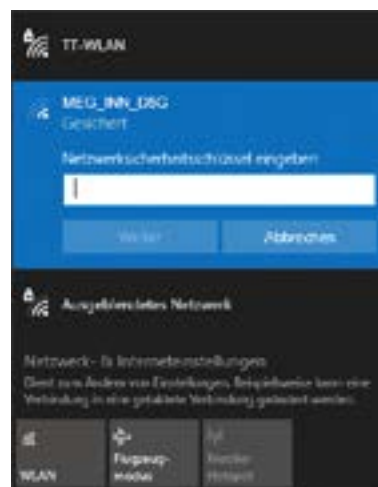 TT-WLAN
MEG_INN_DSG
Gesichert
Netzwerksicherheitsschlüssel eingeben
Weiter
Abbrechen
Ausgeblendetes Netzwerk
Netzwerk- & Interneteinstellungen
Dient zum Ändern von Einstellungen. Beispielsweise kann eine
Verbindung in eine getaktete Verbindung geändert werden.
WLAN
Flugzeug-
modus
Mobiler
Hotspot